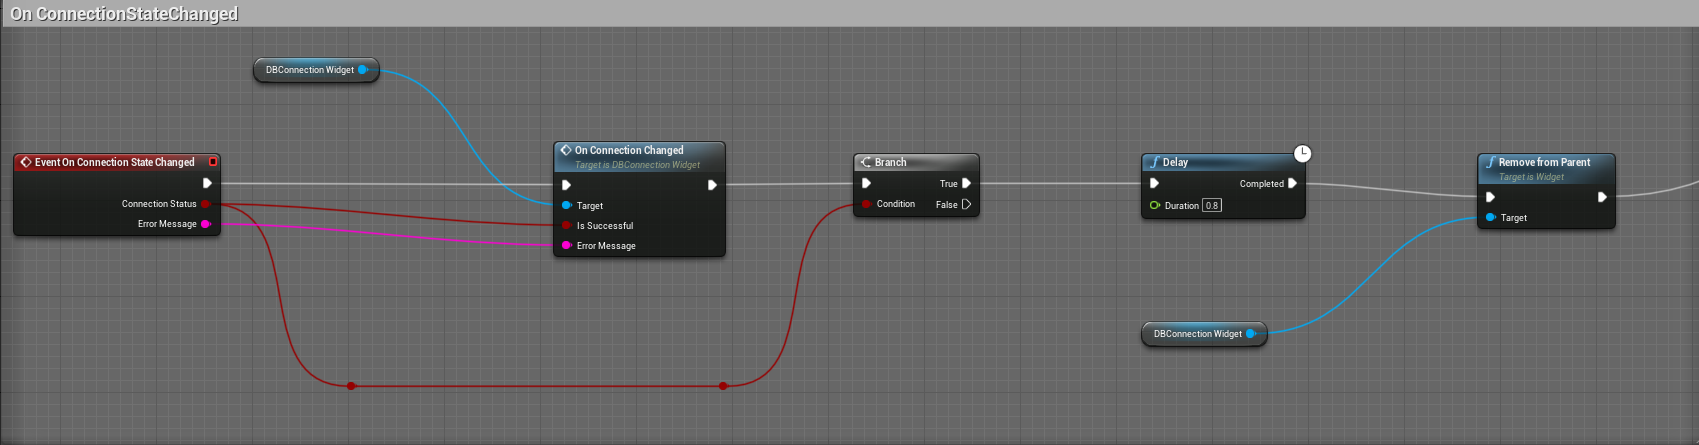 On ConnectionStateChanged
DBConnection Widget
Event On Connection State Changed
Connection Status
Error Message
On Connection Changed
Target is DBConnection Widget
Target
Is Successful
Error Message
Branch
True
Condition
False
Delay
Completed
Duration 0.8
Remove from Parent
Target is Widget
Target
DBConnection Widget